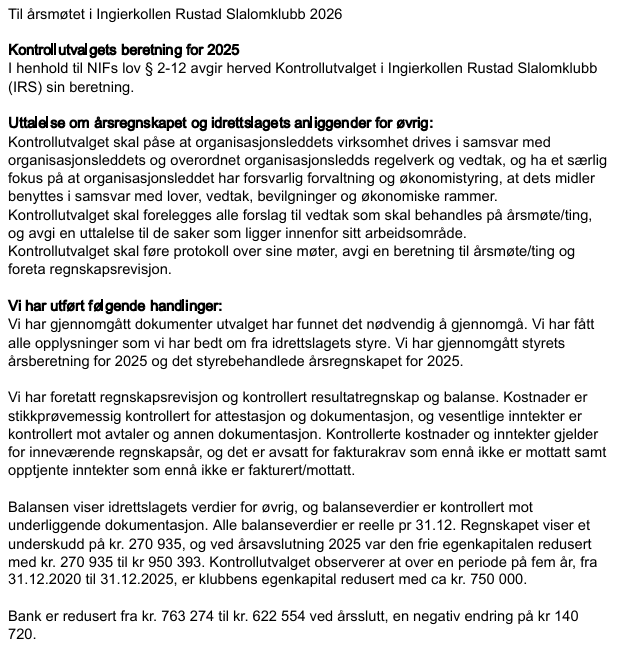 Til årsmøtet i Ingierkollen Rustad Slalomklubb 2026
Kontrollutvalgets beretning for 2025
I henhold til NIFs lov § 2-12 avgir herved Kontrollutvalget i Ingierkollen Rustad Slalomklubb
(IRS) sin beretning.
Uttalelse om årsregnskapet og idrettslagets anliggender for øvrig:
Kontrollutvalget skal påse at organisasjonsleddets virksomhet drives i samsvar med
organisasjonsleddets og overordnet organisasjonsledds regelverk og vedtak, og ha et særlig
fokus på at organisasjonsleddet har forsvarlig forvaltning og økonomistyring, at dets midler
benyttes i samsvar med lover, vedtak, bevilgninger og økonomiske rammer.
Kontrollutvalget skal forelegges alle forslag til vedtak som skal behandles på årsmøte/ting,
og avgi en uttalelse til de saker som ligger innenfor sitt arbeidsområde.
Kontrollutvalget skal føre protokoll over sine møter, avgi en beretning til årsmøte/ting og
foreta regnskapsrevisjon.
Vi har utført følgende handlinger:
Vi har gjennomgått dokumenter utvalget har funnet det nødvendig å gjennomgå. Vi har fått
alle opplysninger som vi har bedt om fra idrettslagets styre. Vi har gjennomgått styrets
årsberetning for 2025 og det styrebehandlede årsregnskapet for 2025.
Vi har foretatt regnskapsrevisjon og kontrollert resultatregnskap og balanse. Kostnader er
stikkprøvemessig kontrollert for attestasjon og dokumentasjon, og vesentlige inntekter er
kontrollert mot avtaler og annen dokumentasjon. Kontrollerte kostnader og inntekter gjelder
for inneværende regnskapsår, og det er avsatt for fakturakrav som ennå ikke er mottatt samt
opptjente inntekter som ennå ikke er fakturert/mottatt.
Balansen viser idrettslagets verdier for øvrig, og balanseverdier er kontrollert mot
underliggende dokumentasjon. Alle balanseverdier er reelle pr 31.12. Regnskapet viser et
underskudd på kr. 270 935, og ved årsavslutning 2025 var den frie egenkapitalen redusert
med kr. 270 935 til kr 950 393. Kontrollutvalget observerer at over en periode på fem år, fra
31.12.2020 til 31.12.2025, er klubbens egenkapital redusert med ca kr. 750 000.
Bank er redusert fra kr. 763 274 til kr. 622 554 ved årsslutt, en negativ endring på kr 140
720.